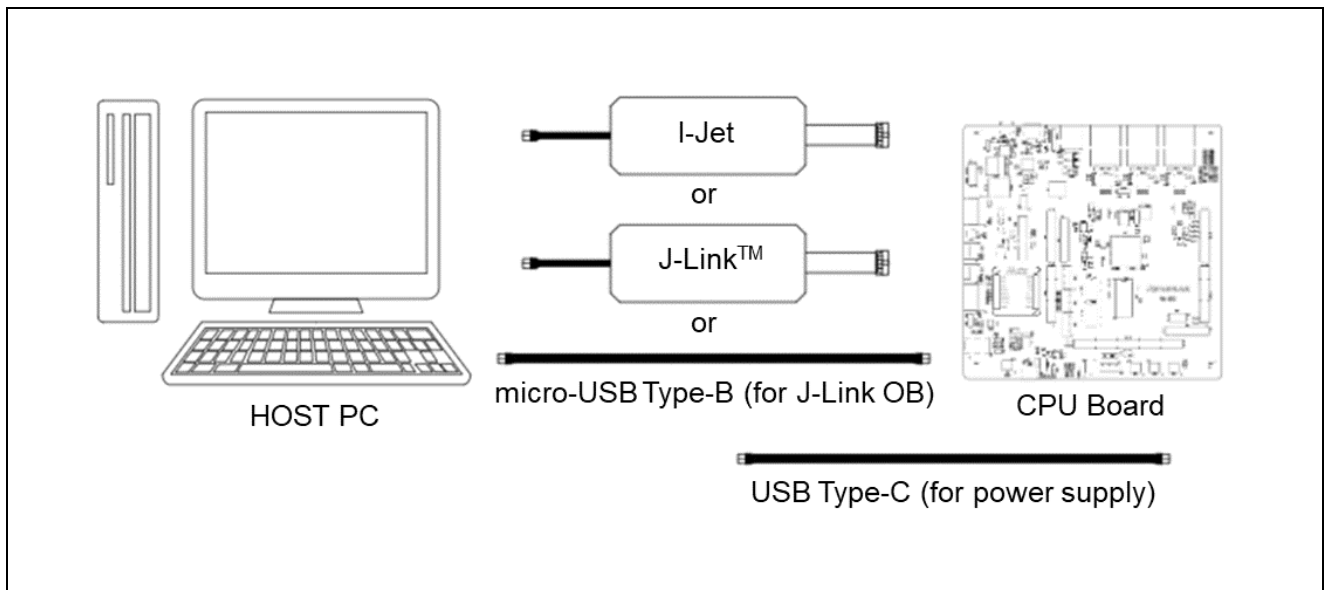 I-Jet
or
J-Link™
or
micro-USB Type-B (for J-Link OB)
HOST PC
CPU Board
USB Type-C (for power supply)